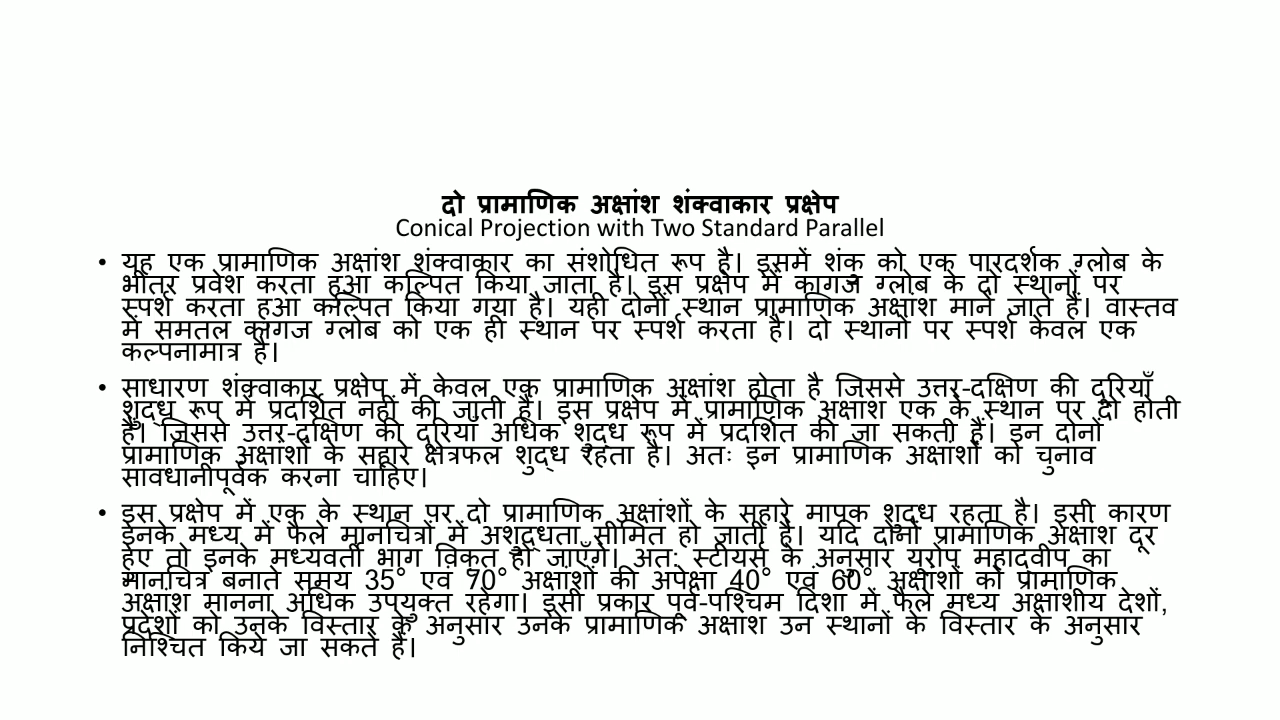 दो प्रामाणिक अक्षांश शंक्वाकार प्रक्षेप
Conical Projection with Two Standard Parallel
• यह एक प्रामाणिक अक्षांश शंक्वाकार का संशोधित रूप है। इसमें शंकु को एक पारदर्शक ग्लोब के
भीतर प्रवेश करता हुआ कल्पित किया जाता है। इस प्रक्षेप में कागज ग्लोब के दो स्थानों पर
स्पर्श करता हुआ कल्पित किया गया है। यही दोनों स्थान प्रामाणिक अक्षांश माने जाते हैं। वास्तव
में समतल कागज ग्लोब को एक ही स्थान पर स्पर्श करता है। दो स्थानों पर स्पर्श केवल एक
कल्पनामात्र है।
• साधारण शंक्वाकार प्रक्षेप में केवल एक प्रामाणिक अक्षांश होता है जिससे उत्तर-दक्षिण की दूरियाँ
शुद्ध रूप में प्रदर्शित नहीं की जाती हैं। इस प्रक्षेप में प्रामाणिक अक्षांश एक के स्थान पर दो होती
हैं। जिससे उत्तर-दक्षिण की दूरियाँ अधिक शुद्ध रूप में प्रदर्शित की जा सकती हैं। इन दोनों
प्रामाणिक अक्षांशों के सहारे क्षेत्रफल शुद्ध रहता है। अतः इन प्रामाणिक अक्षांशों को चुनाव
सावधानीपूर्वक करना चाहिए।
• इस प्रक्षेप में एक के स्थान पर दो प्रामाणिक अक्षांशों के सहारे मापक शुद्ध रहता है। इसी कारण
इनके मध्य में फैले मानचित्रों में अशुद्धता सीमित हो जाती है। यदि दोनों प्रामाणिक अक्षांश दूर
हुए तो इनके मध्यवर्ती भाग विकृत हो जाएँगे। अत: स्टीयर्स के अनुसार यूरोप महाद्वीप का
मानचित्र बनाते समय 35° एवं 70° अक्षांशों की अपेक्षा 40° एवं 60° अक्षांशों को प्रामाणिक
अक्षांश मानना अधिक उपयुक्त रहेगा। इसी प्रकार पूर्व-पश्चिम दिशा में फैले मध्य अक्षांशीय देशों,
प्रदेशों को उनके विस्तार के अनुसार उनके प्रामाणिक अक्षांश उन स्थानों के विस्तार के अनुसार
निश्चित किये जा सकते हैं।